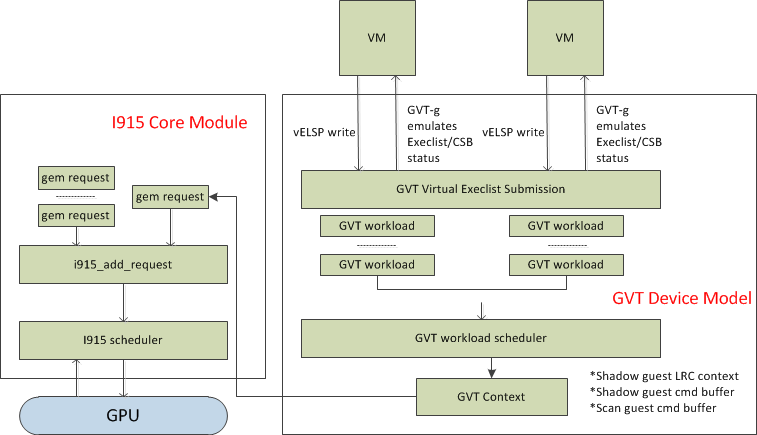 VM
VM
vELSP write
GVT-g
emulates
Execlist/CSB
status
vELSP write
GVT-g
emulates
Execlist/CSB
status
I915 Core Module
gem request
-------------
gem request
gem request
i915_add_request
I915 scheduler
GPU
GVT Virtual Execlist Submission
GVT workload
-------------
GVT workload
GVT workload
-------------
GVT workload
GVT Device Model
GVT workload scheduler
GVT Context
*Shadow guest LRC context
*Shadow guest cmd buffer
*Scan guest cmd buffer